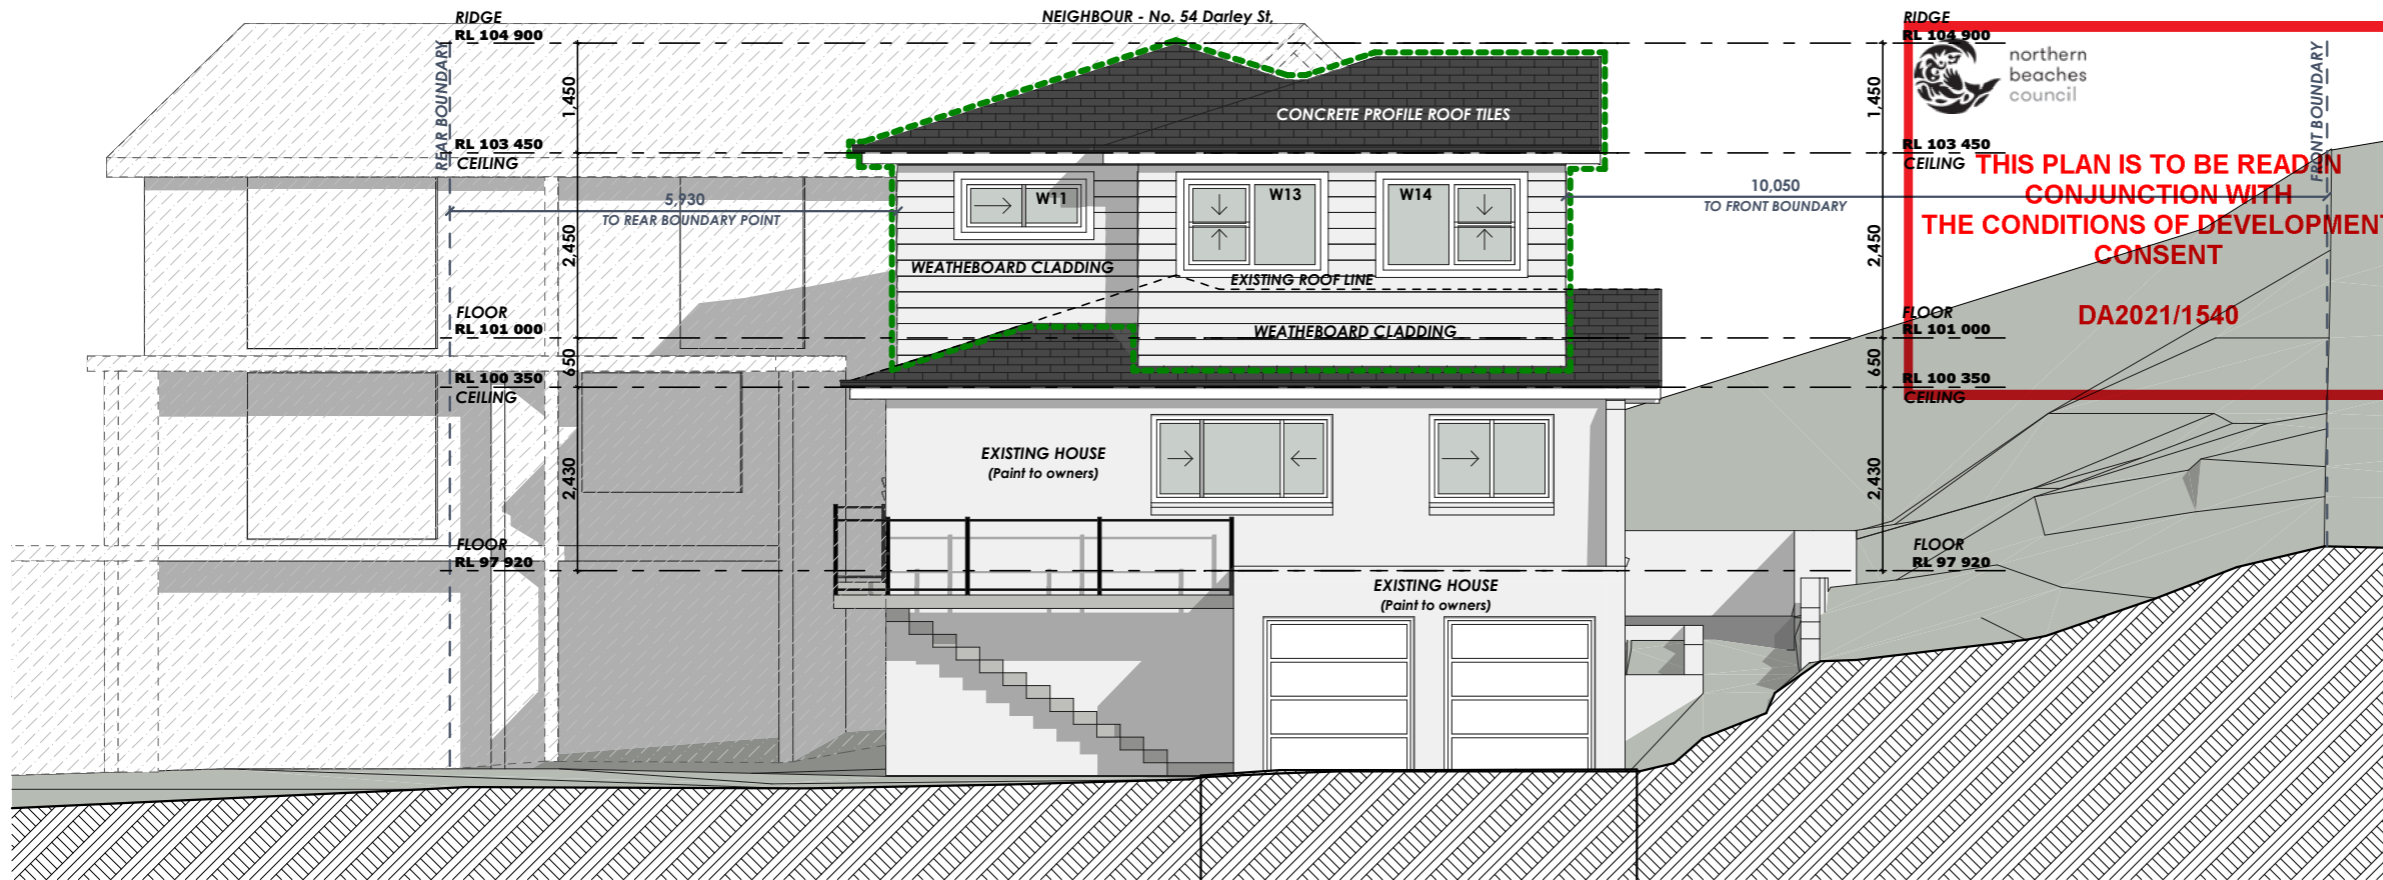 RIDGE
RL 104 900
NEIGHBOUR - No. 54 Darley St,
RIDGE
RL 104 900
REAR BOUNDARY
1,450
1,450
northern
beaches
council
FRONT BOUNDARY
CONCRETE PROFILE ROOF TILES
RL 103 450
CEILING
RL 103 450
CEILING
THIS PLAN IS TO BE READ IN
CONJUNCTION WITH
THE CONDITIONS OF DEVELOPMENT
CONSENT
DA2021/1540
5,930
TO REAR BOUNDARY POINT
W11
W13
W14
10,050
TO FRONT BOUNDARY
2,450
2,450
WEATHEBOARD CLADDING
EXISTING ROOF LINE
WEATHEBOARD CLADDING
FLOOR
RL 101 000
FLOOR
RL 101 000
650
650
RL 100 350
CEILING
RL 100 350
CEILING
2,430
2,430
EXISTING HOUSE
(Paint to owners)
FLOOR
RL 97 920
FLOOR
RL 97 920
EXISTING HOUSE
(Paint to owners)